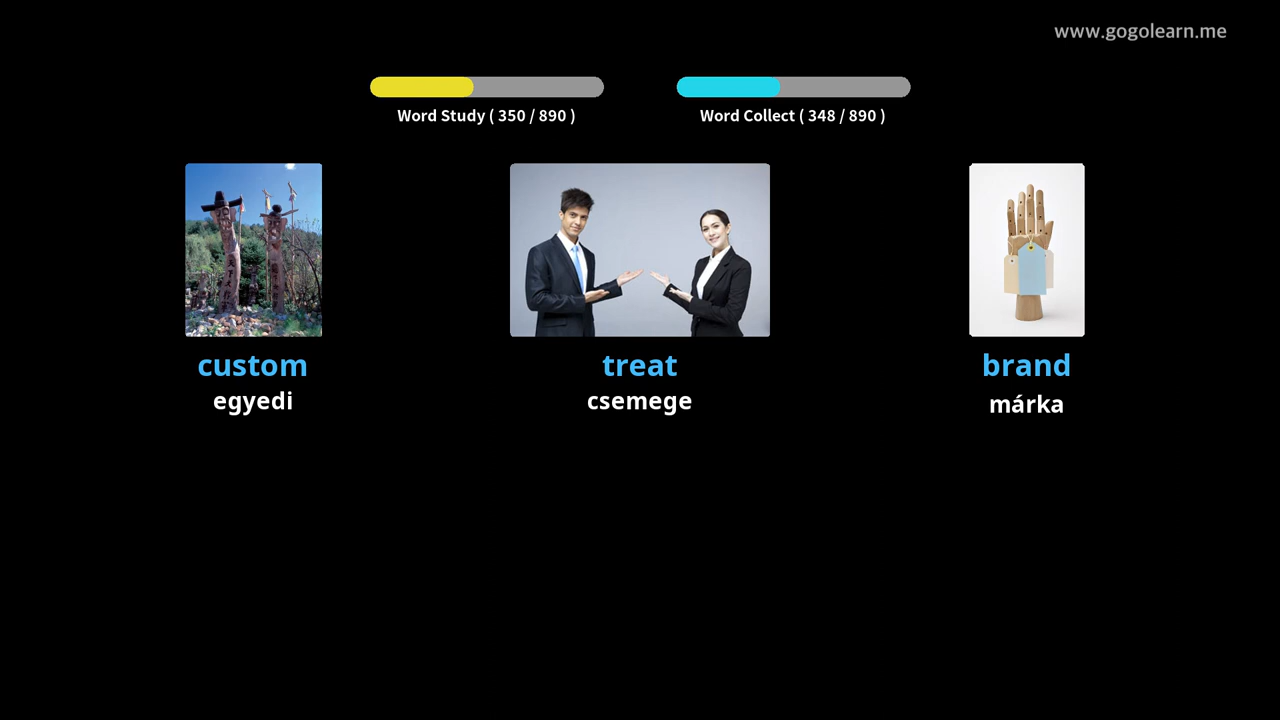 www.gogolearn.me
Word Study ( 350 / 890 )
Word Collect ( 348 / 890 )
custom
egyedi
treat
csemege
brand
márka